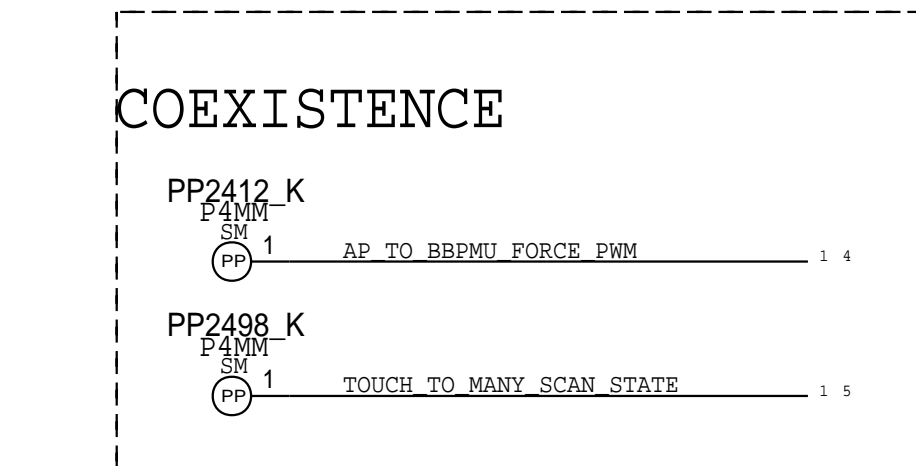 COEXISTENCE
PP2412_K
P4MM
SM
PP 1 AP_TO_BBPMU_FORCE_PWM 1 4
PP2498_K
P4MM
SM
PP 1 TOUCH_TO_MANY_SCAN_STATE 1 5